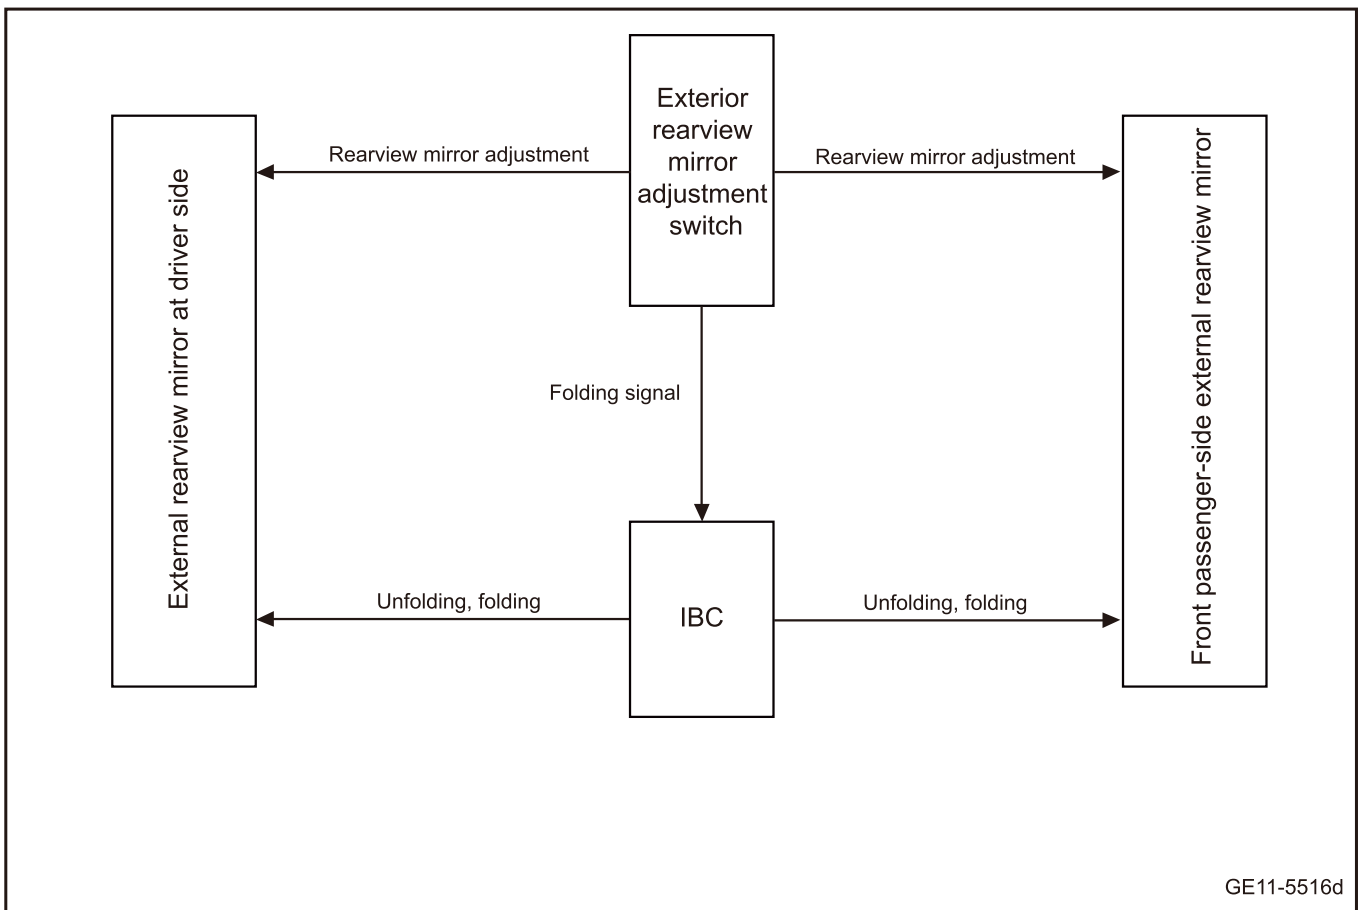 Exterior
rearview
mirror
adjustment
switch
Rearview mirror adjustment
Rearview mirror adjustment
External rearview mirror at driver side
Front passenger-side external rearview mirror
Folding signal
Unfolding, folding
IBC
Unfolding, folding
GE11-5516d